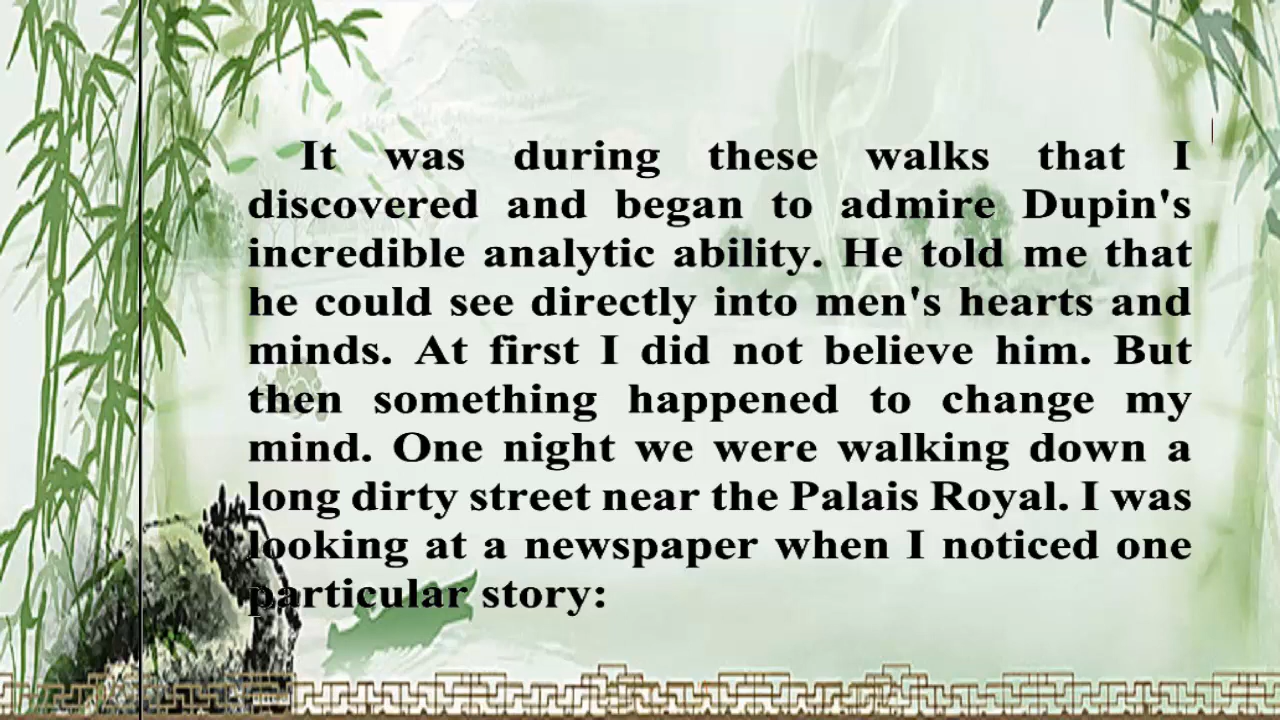 It was during these walks that I
discovered and began to admire Dupin's
incredible analytic ability. He told me that
he could see directly into men's hearts and
minds. At first I did not believe him. But
then something happened to change my
mind. One night we were walking down a
long dirty street near the Palais Royal. I was
looking at a newspaper when I noticed one
particular story: